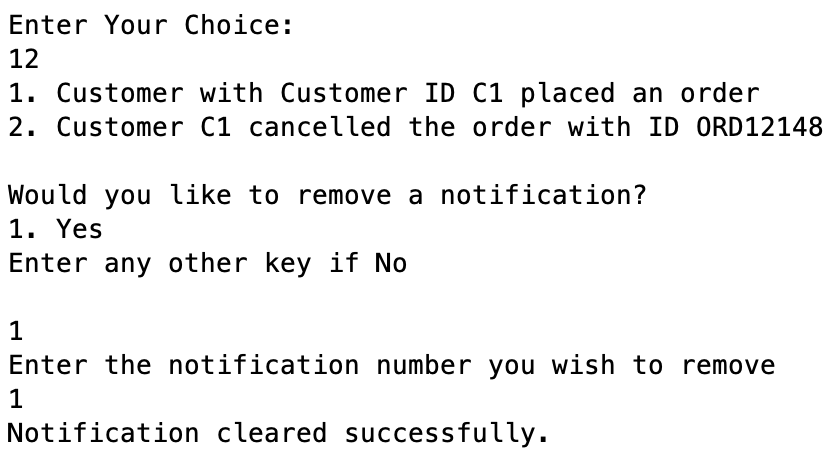 Enter Your Choice:
12
1. Customer with Customer ID C1 placed an order
2. Customer C1 cancelled the order with ID ORD12148
Would you like to remove a notification?
1. Yes
Enter any other key if No
1
Enter the notification number you wish to remove
1
Notification cleared successfully.